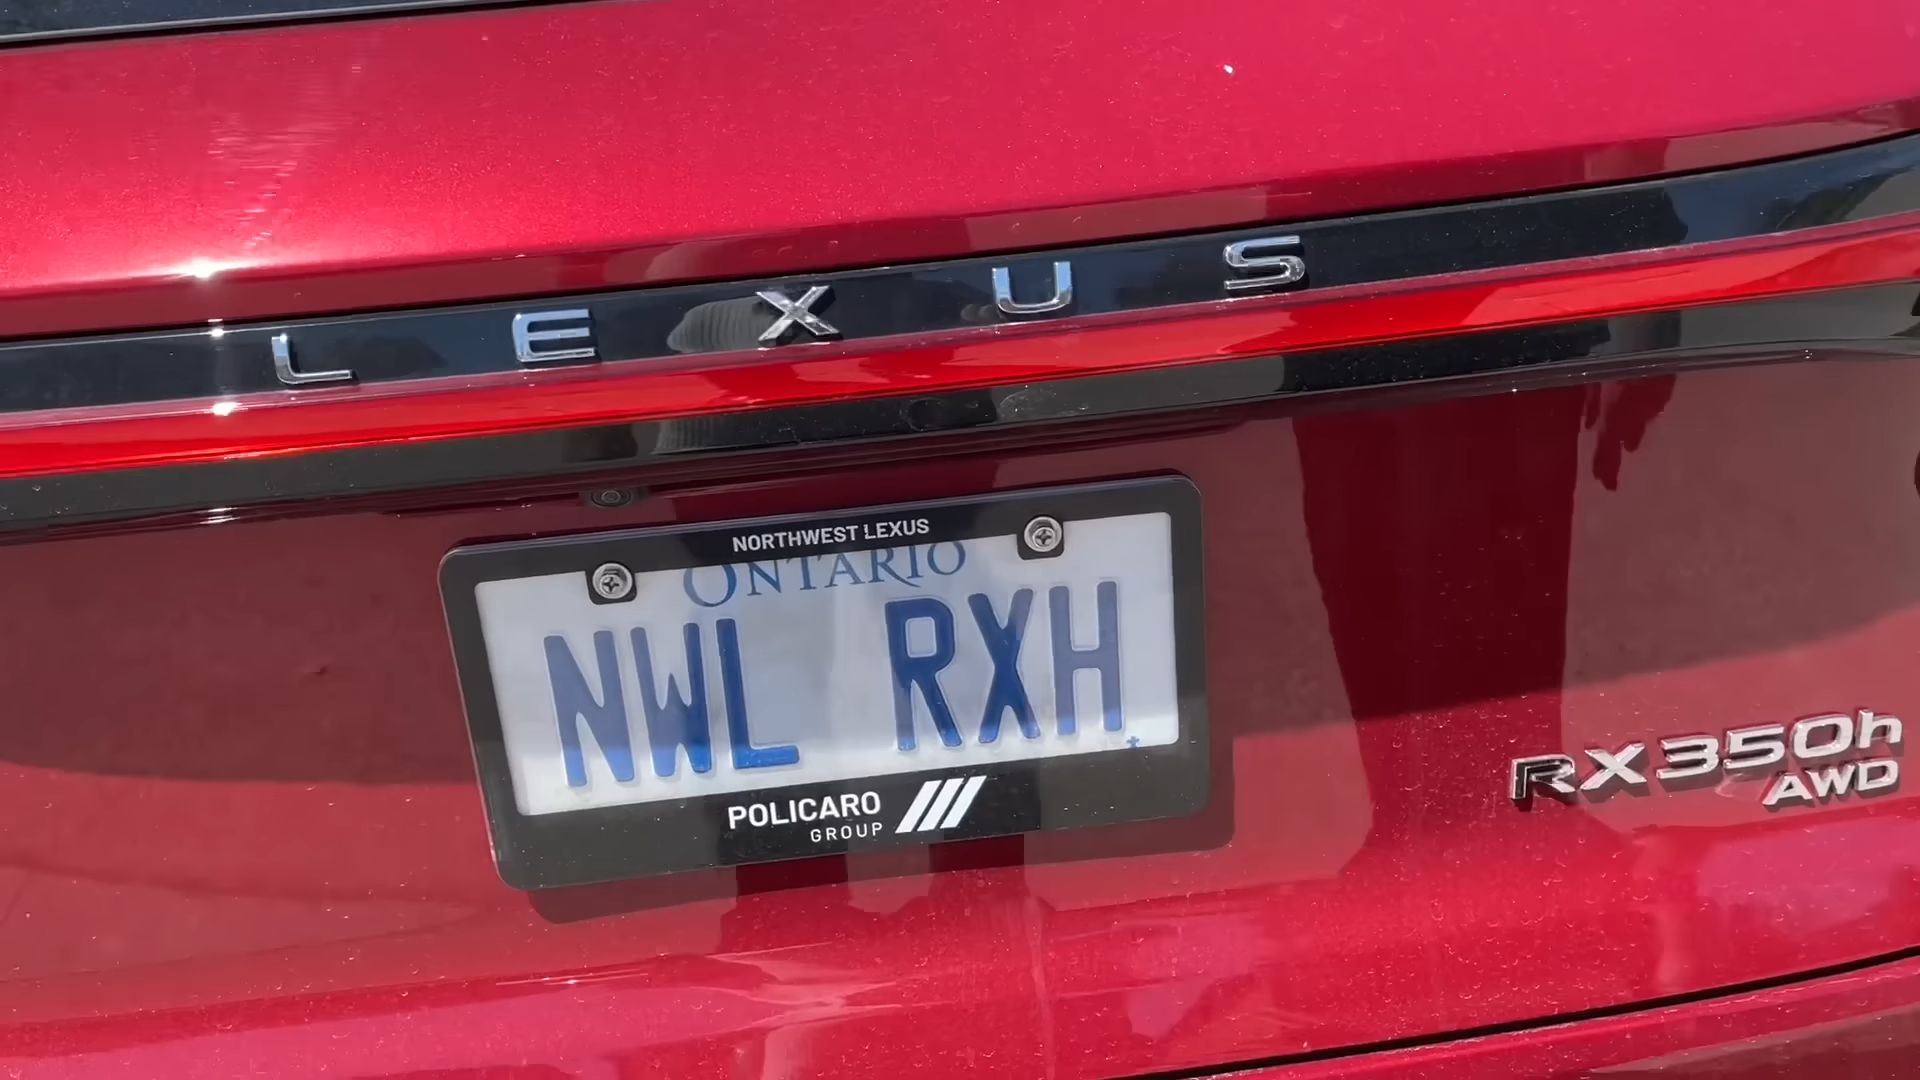 LEXUS
NORTHWEST LEXUS
ONTARIO
NWL RXH
POLICARO
GROUP
RX350h
AWD